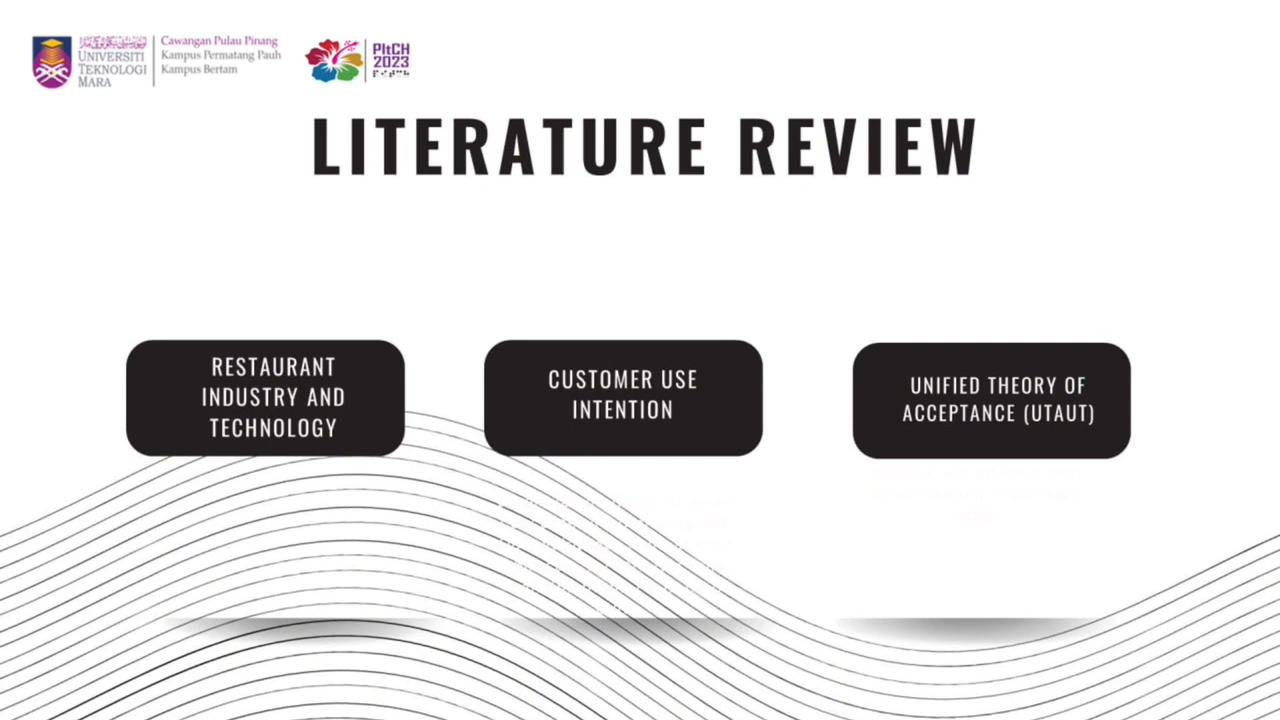 UNIVERSITI
TEKNOLOGI
MARA
Cawangan Pulau Pinang
Kampus Permatang Pauh
Kampus Bertam
PItCH
2023
LITERATURE REVIEW
RESTAURANT
INDUSTRY AND
TECHNOLOGY
CUSTOMER USE
INTENTION
UNIFIED THEORY OF
ACCEPTANCE (UTAUT)